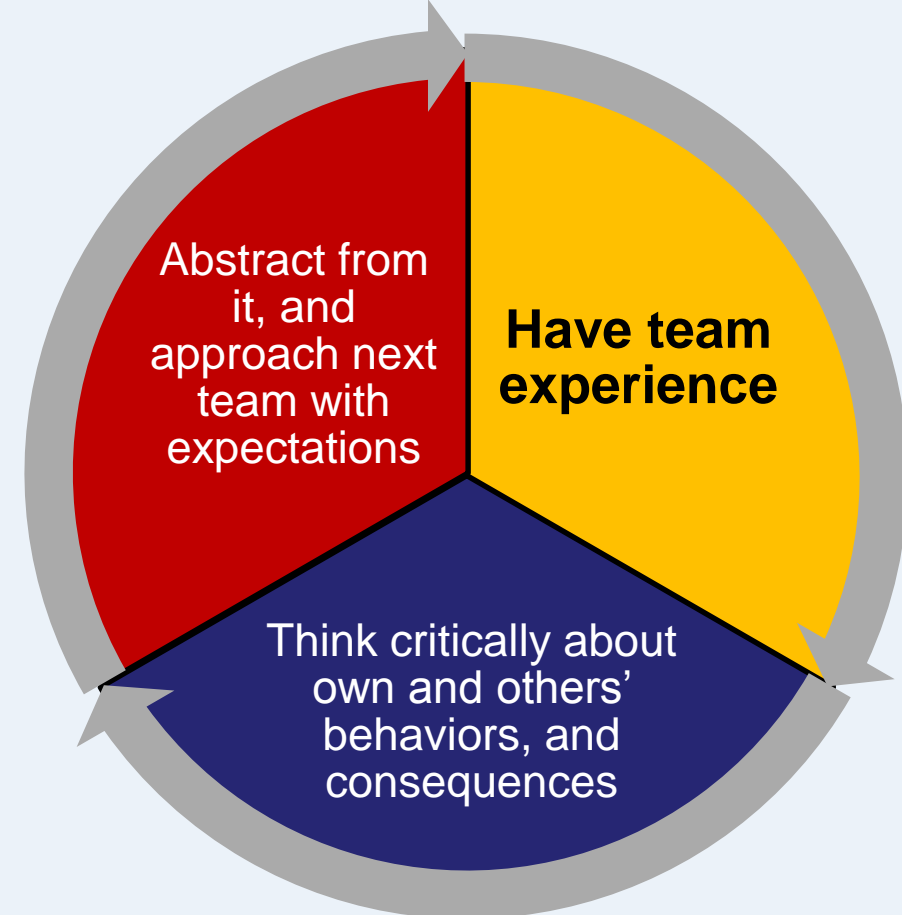 Abstract from
it, and
approach next
team with
expectations
Have team
experience
Think critically about
own and others’
behaviors, and
consequences